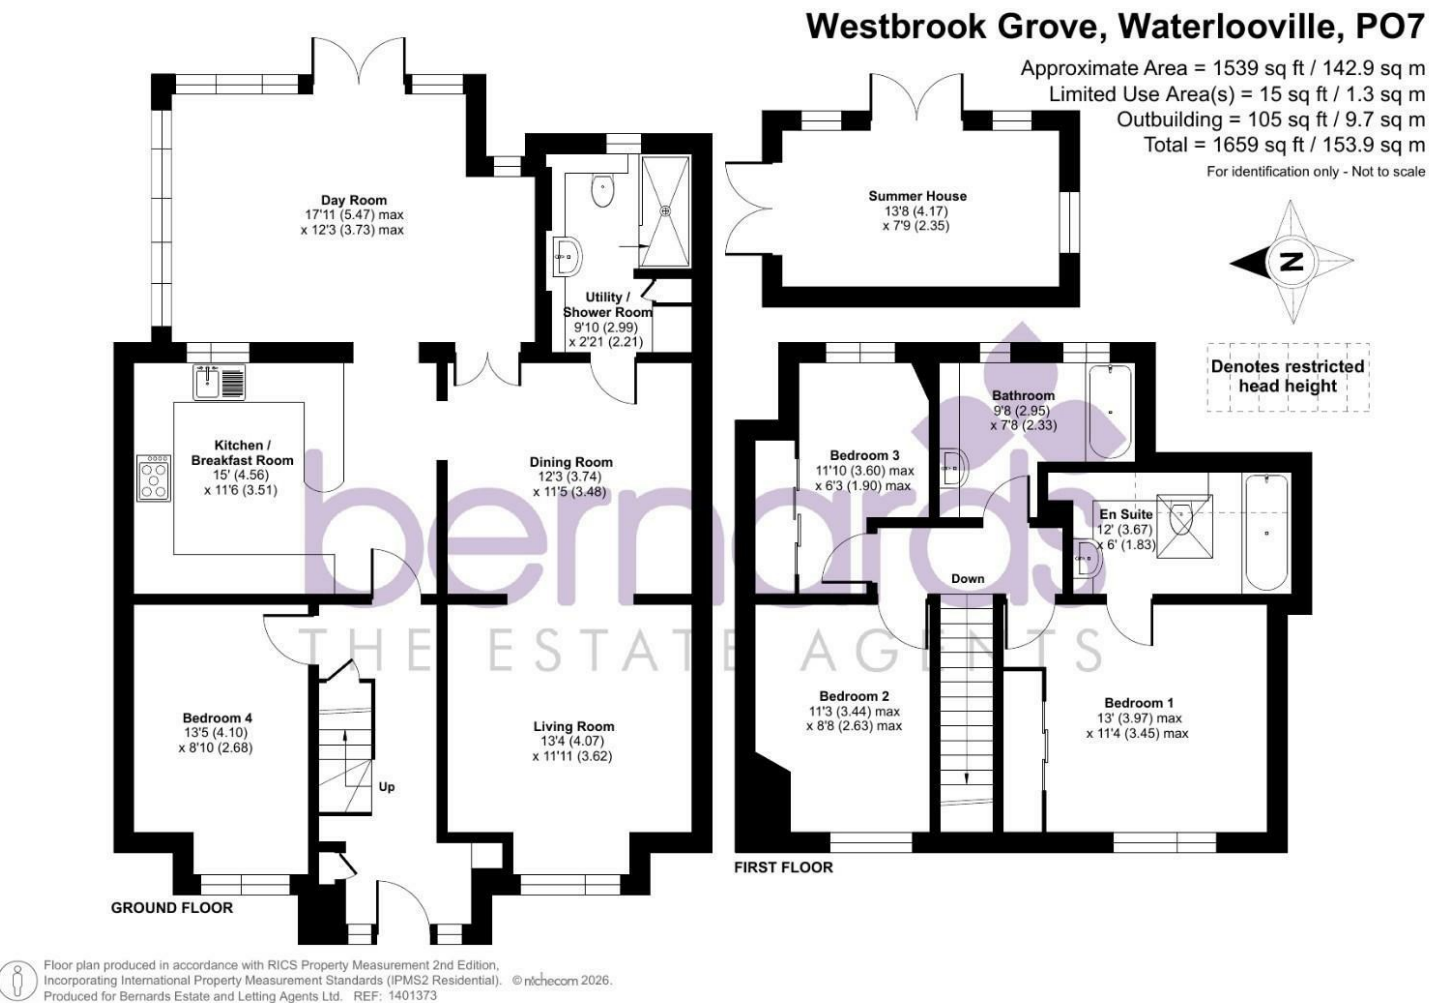 Westbrook Grove, Waterlooville, PO7
Approximate Area = 1539 sq ft / 142.9 sq m
Limited Use Area(s) = 15 sq ft / 1.3 sq m
Outbuilding = 105 sq ft / 9.7 sq m
Total = 1659 sq ft / 153.9 sq m
For identification only - Not to scale
Day Room
17'11 (5.47) max
x 12'3 (3.73) max
Summer House
13'8 (4.17)
x 7'9 (2.35)
N
Utility /
Shower Room
9'10 (2.99)
x 2'21 (2.21)
Denotes restricted
head height
Kitchen /
Breakfast Room
15' (4.56)
x 11'6 (3.51)
Dining Room
12'3 (3.74)
x 11'5 (3.48)
Bedroom 3
11'10 (3.60) max
x 6'3 (1.90) max
Bathroom
9'8 (2.95)
x 7'8 (2.33)
En Suite
12' (3.67)
x 6' (1.83)
Down
bernards
THE ESTATE AGENTS
Bedroom 4
13'5 (4.10)
x 8'10 (2.68)
Up
Living Room
13'4 (4.07)
x 11'11 (3.62)
Bedroom 2
11'3 (3.44) max
x 8'8 (2.63) max
Bedroom 1
13' (3.97) max
x 11'4 (3.45) max
GROUND FLOOR
FIRST FLOOR
Floor plan produced in accordance with RICS Property Measurement 2nd Edition,
Incorporating International Property Measurement Standards (IPMS2 Residential). © nichecom 2026.
Produced for Bernards Estate and Letting Agents Ltd. REF: 1401373